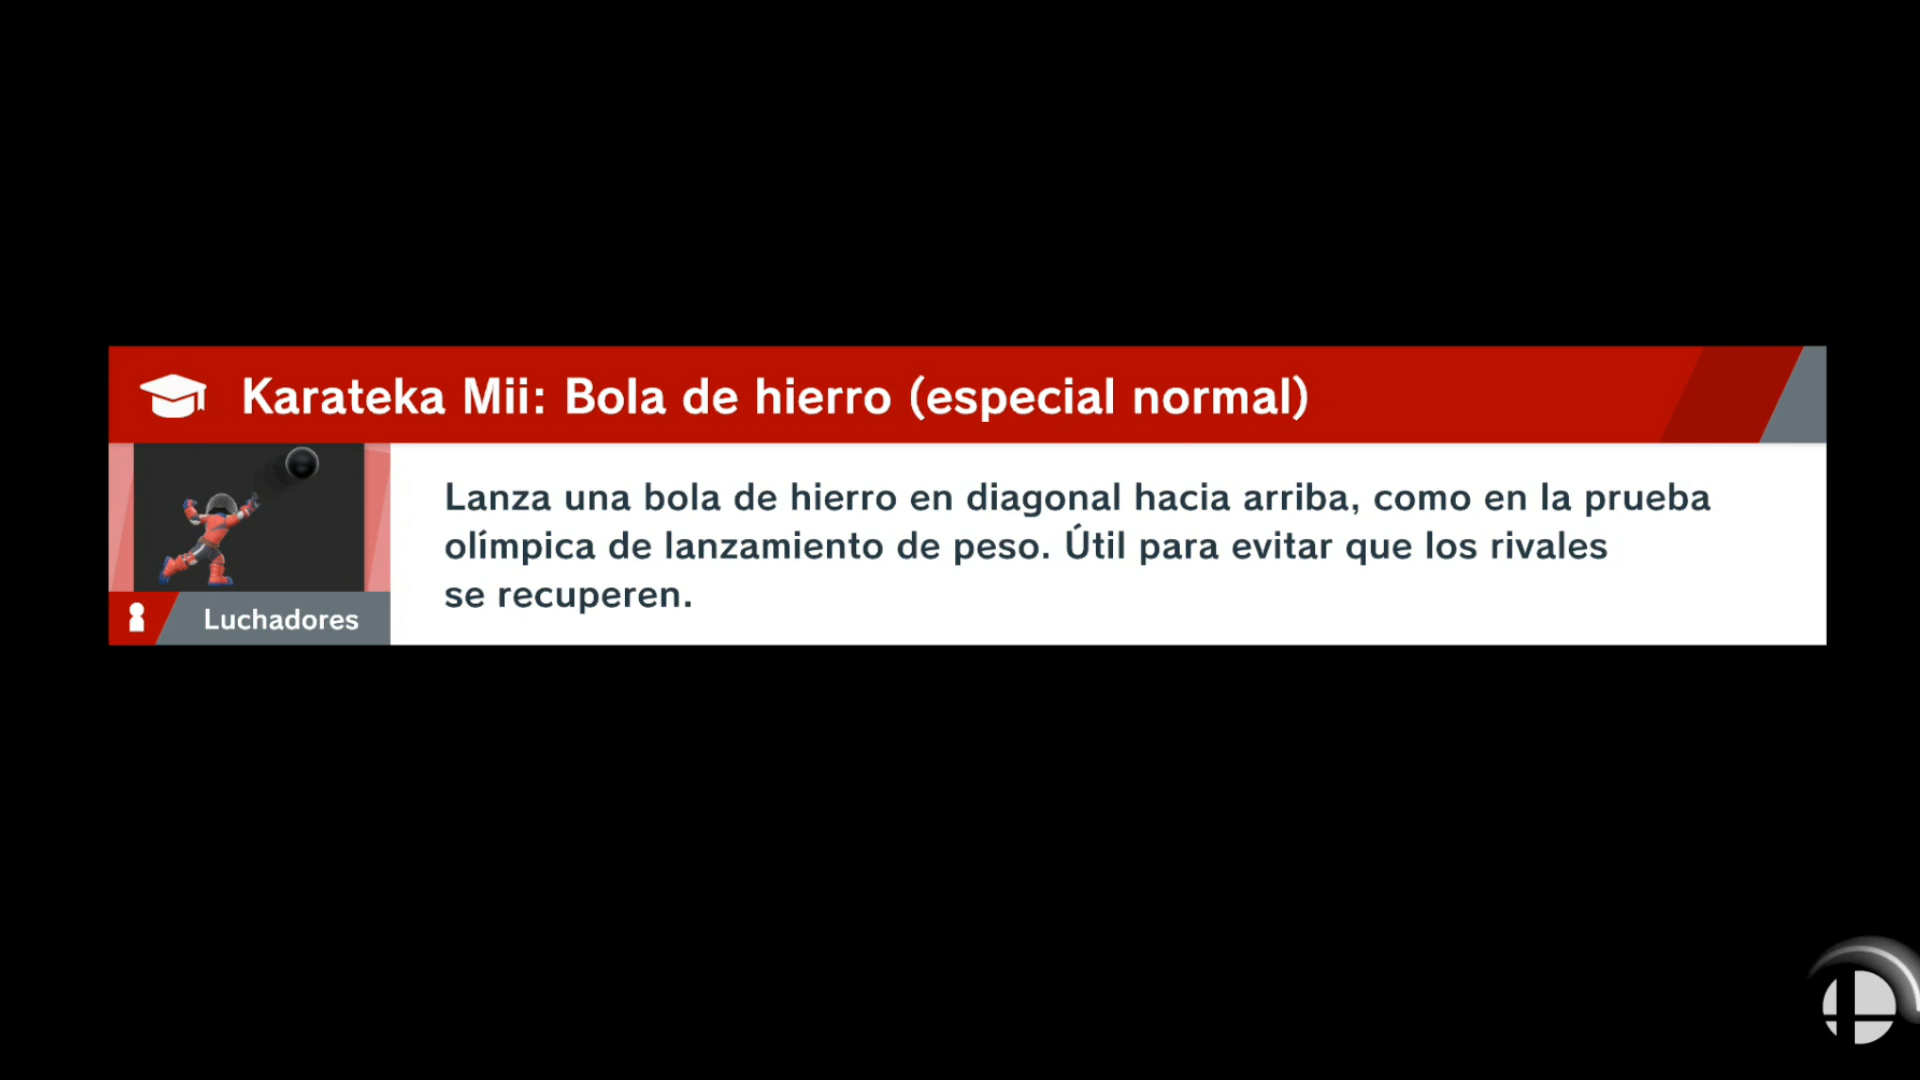 Karateka Mii: Bola de hierro (especial normal)
Lanza una bola de hierro en diagonal hacia arriba, como en la prueba
olímpica de lanzamiento de peso. Útil para evitar que los rivales
se recuperen.
Luchadores